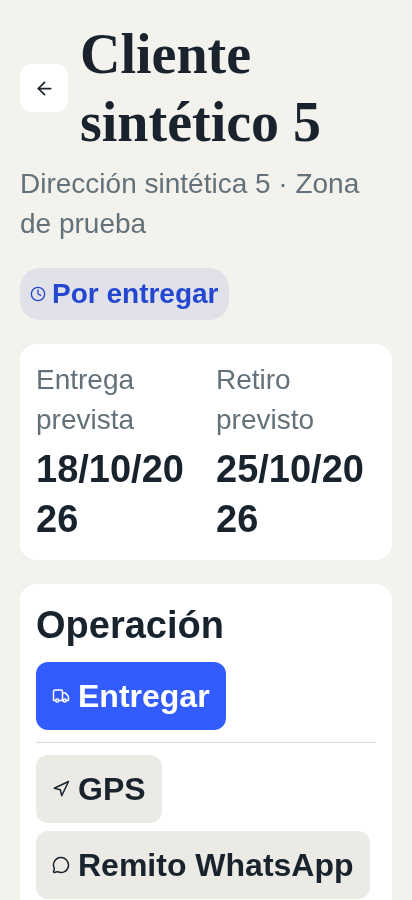 Cliente
sintético 5
Dirección sintética 5 · Zona
de prueba
Por entregar
Entrega
prevista
18/10/20
26
Retiro
previsto
25/10/20
26
Operación
Entregar
GPS
Remito WhatsApp